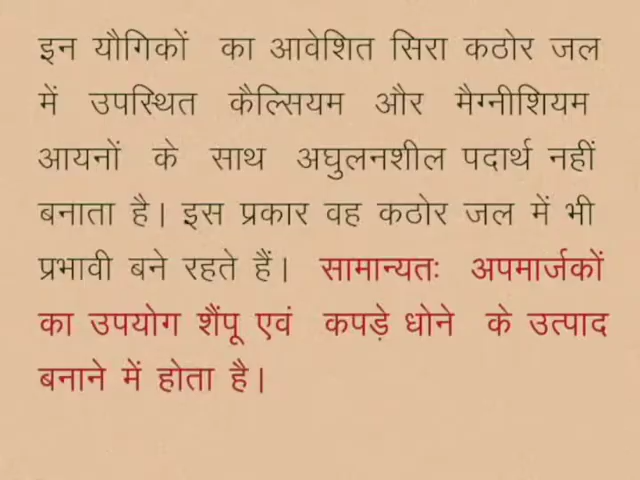 इन यौगिकों का आवेशित सिरा कठोर जल
में उपस्थित कैल्सियम और मैग्नीशियम
आयनों के साथ अघुलनशील पदार्थ नहीं
बनाता है। इस प्रकार वह कठोर जल में भी
प्रभावी बने रहते हैं। सामान्यतः अपमार्जकों
का उपयोग शैंपू एवं कपड़े धोने के उत्पाद
बनाने में होता है।